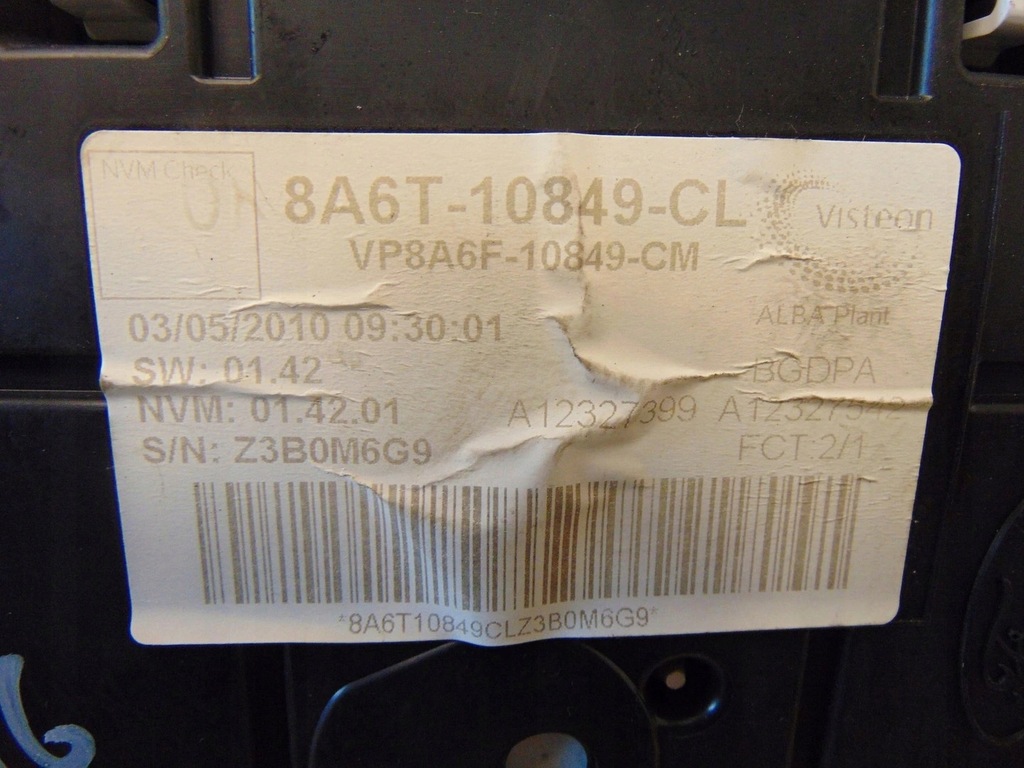 NVM Check
8A6T-10849-CL
VP8A6F-10849-CM
Visteon
ALBA Plant
03/05/2010 09:30:01
SW: 01.42
BGDPA
NVM: 01.42.01
A12327399 A12327342
S/N: Z3B0M6G9
FCT:2/1
*8A6T10849CLZ3B0M6G9*